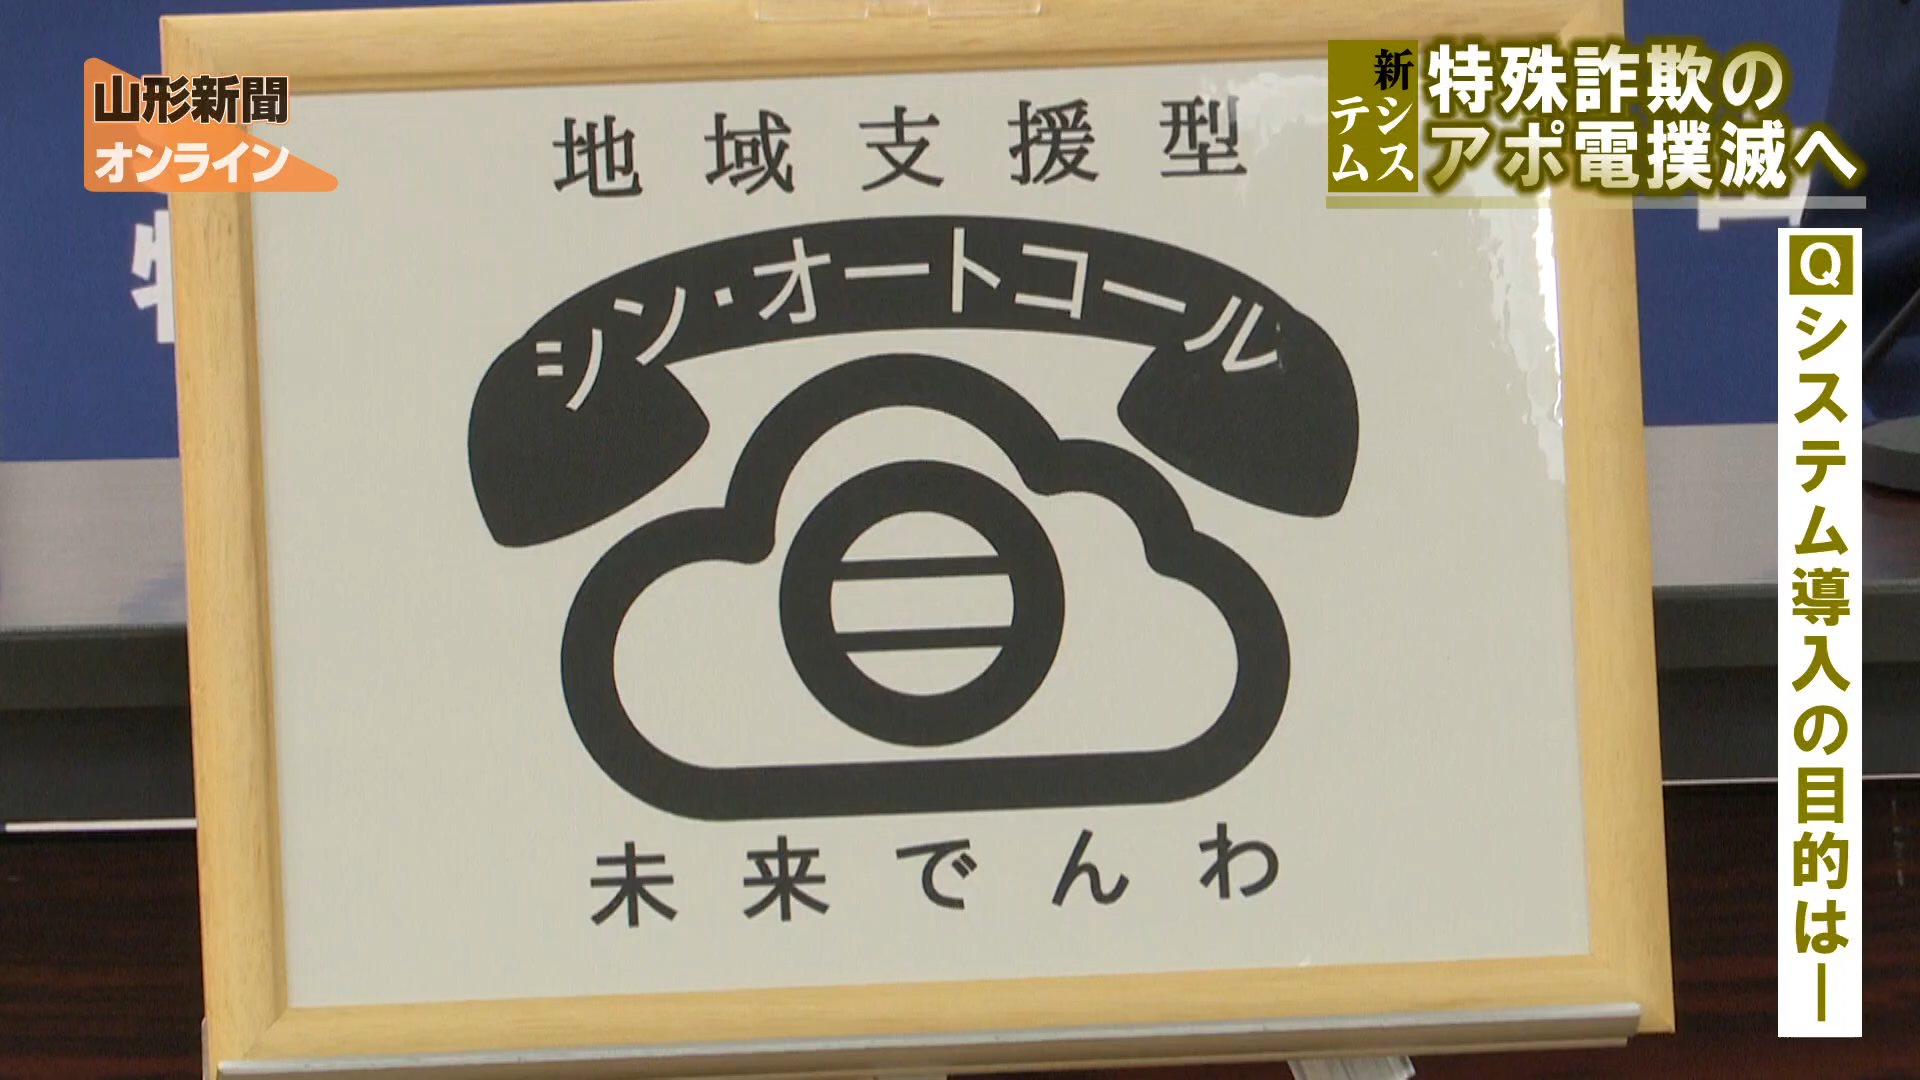 山形新聞
オンライン
新システム
特殊詐欺の
アポ電撲滅へ
Qシステム導入の目的は―
地域支援型
シン・オートコール
未来でんわ